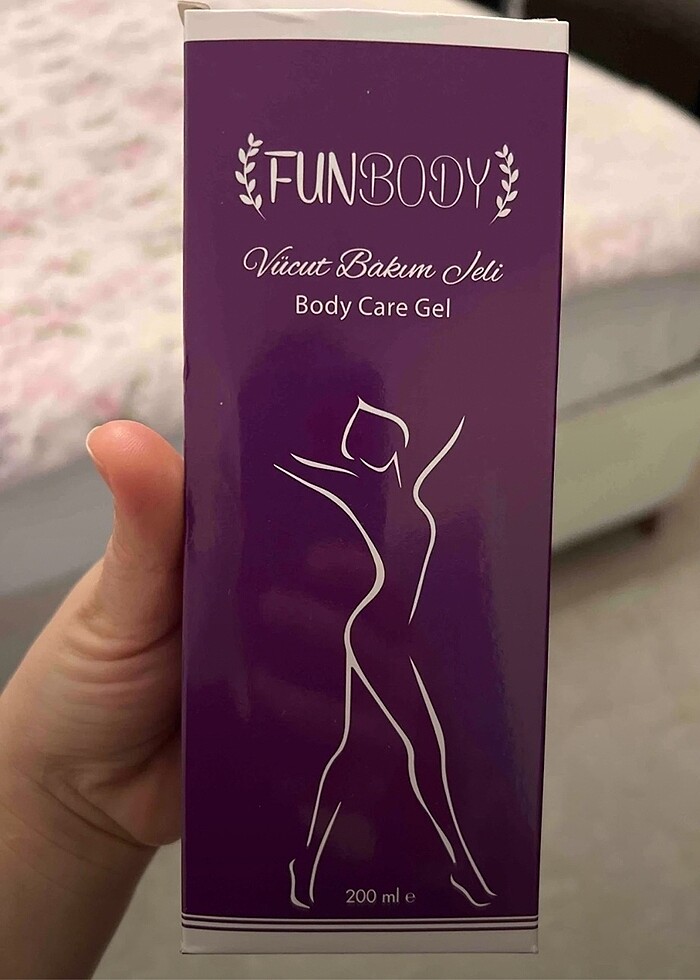 FUNBODY
Vücut Bakım Jeli
Body Care Gel
200 ml ℮